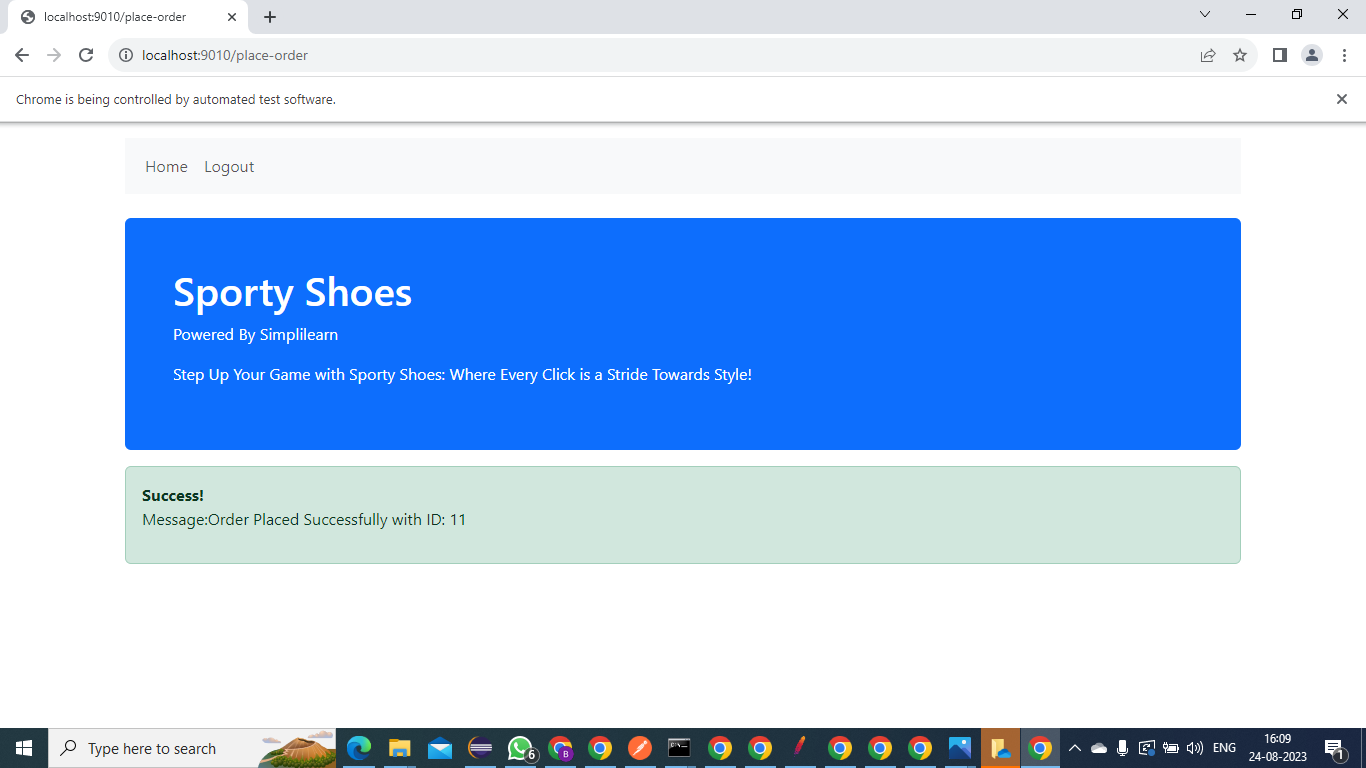 localhost:9010/place-order
localhost:9010/place-order
Chrome is being controlled by automated test software.
Home Logout
Sporty Shoes
Powered By Simplilearn
Step Up Your Game with Sporty Shoes: Where Every Click is a Stride Towards Style!
Success!
Message:Order Placed Successfully with ID: 11
Type here to search
6
B
ENG
16:09
24-08-2023
1